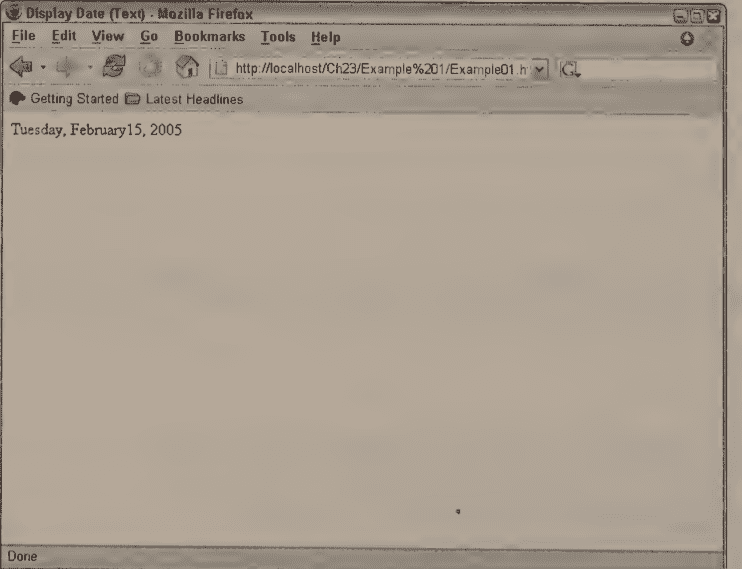 Display Date (Text) - Mozilla Firefox
File Edit View Go Bookmarks Tools Help
http://localhost/Ch23/Example%201/Example01.h
Getting Started Latest Headlines
Tuesday, February15, 2005
Done